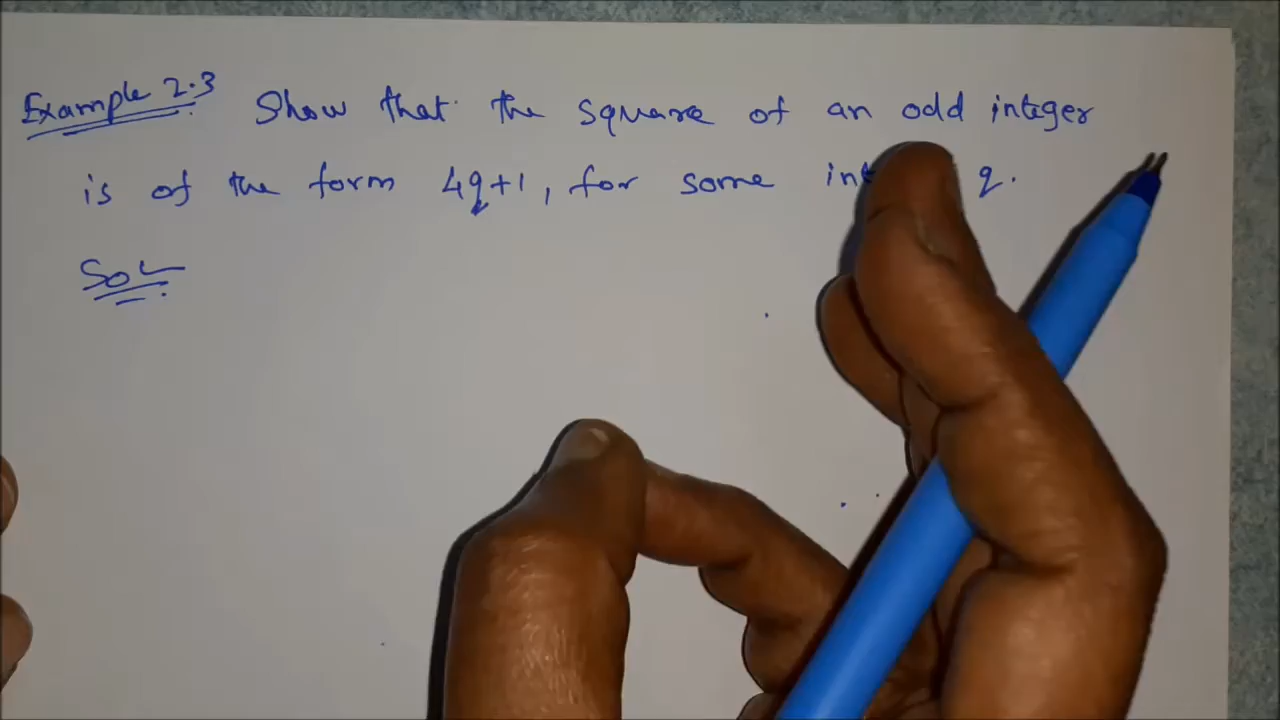 Example 2.3 Show that the square of an odd integer
is of the form 4q+1, for some int q.
Sol